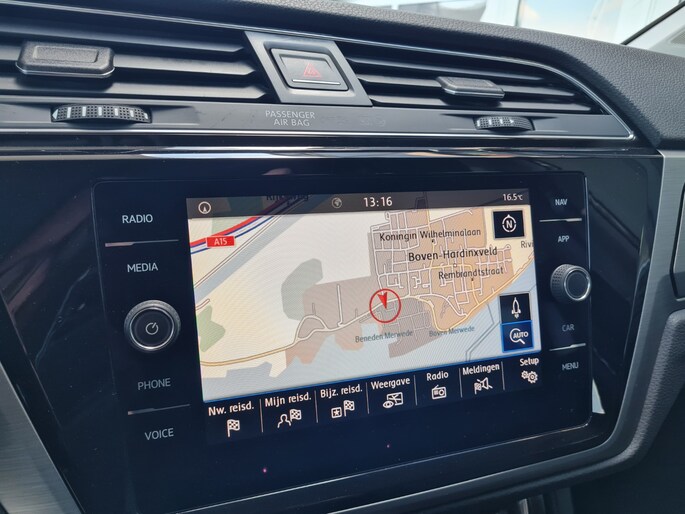 PASSENGER
AIR BAG
RADIO
MEDIA
PHONE
VOICE
13:16
16.5°C
A15
N
Koningin Wilhelminalaan
Boven-Hardinxveld
Rembrandtstraat
Rivi
Beneden Merwede
Boven Merwede
AUTO
Nw. reisd.
Mijn reisd.
Bijz. reisd.
Weergave
Radio
Meldingen
Setup
NAV
APP
CAR
MENU